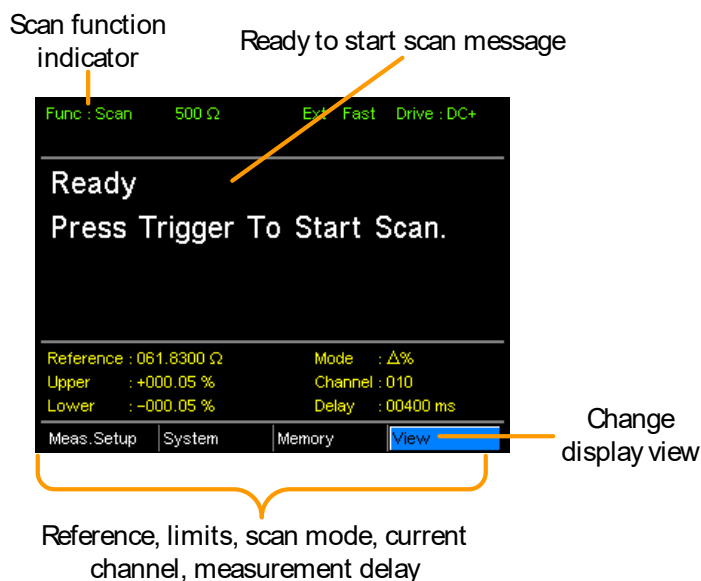 Scan function
indicator
Ready to start scan message
Func : Scan 500 Ω Ext Fast Drive : DC+
Ready
Press Trigger To Start Scan.
Reference : 061.8300 Ω Mode : Δ%
Upper : +000.05 % Channel : 010
Lower : −000.05 % Delay : 00400 ms
Meas.Setup System Memory View
Change
display view
Reference, limits, scan mode, current
channel, measurement delay